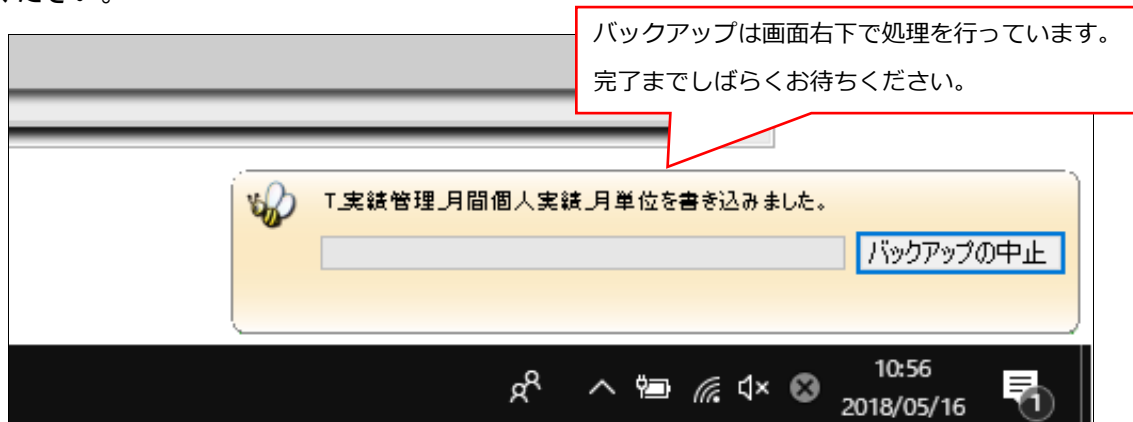 ください。
バックアップは画面右下で処理を行っています。
完了までしばらくお待ちください。
T_実績管理_月間個人実績_月単位を書き込みました。
バックアップの中止
10:56
2018/05/16
1